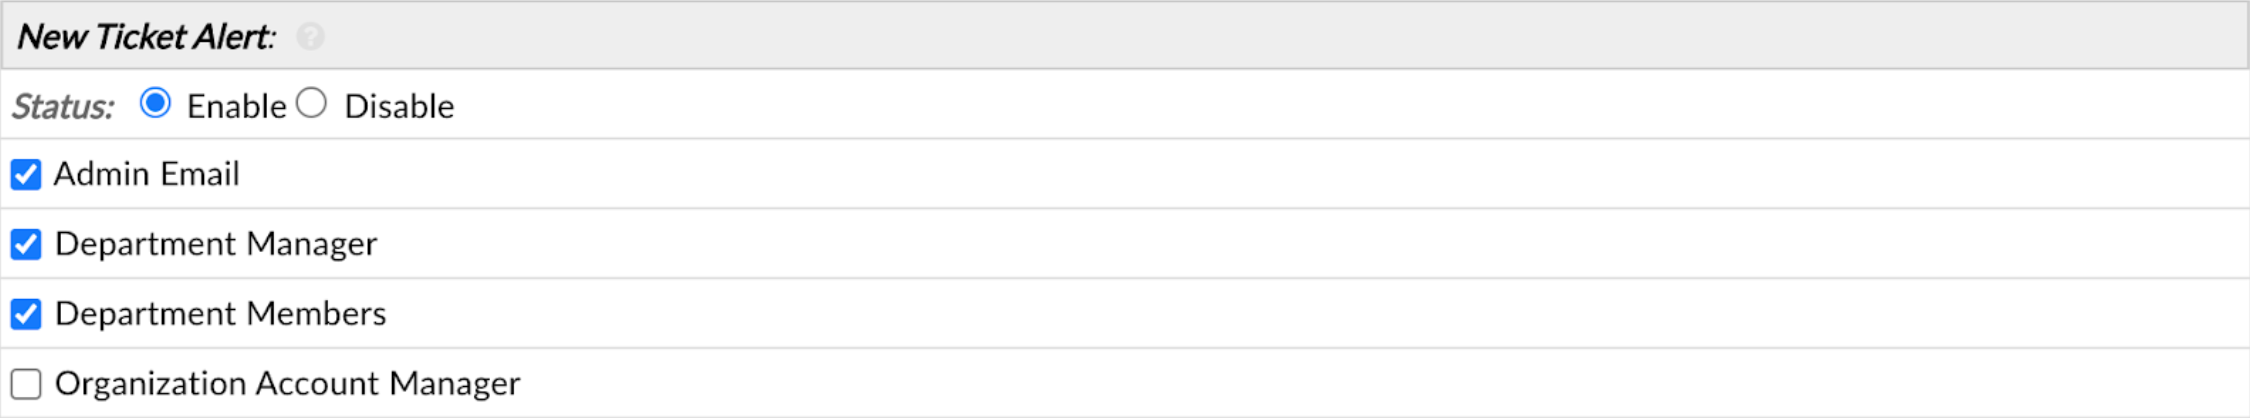 New Ticket Alert: ?
Status: Enable Disable
Admin Email
Department Manager
Department Members
Organization Account Manager